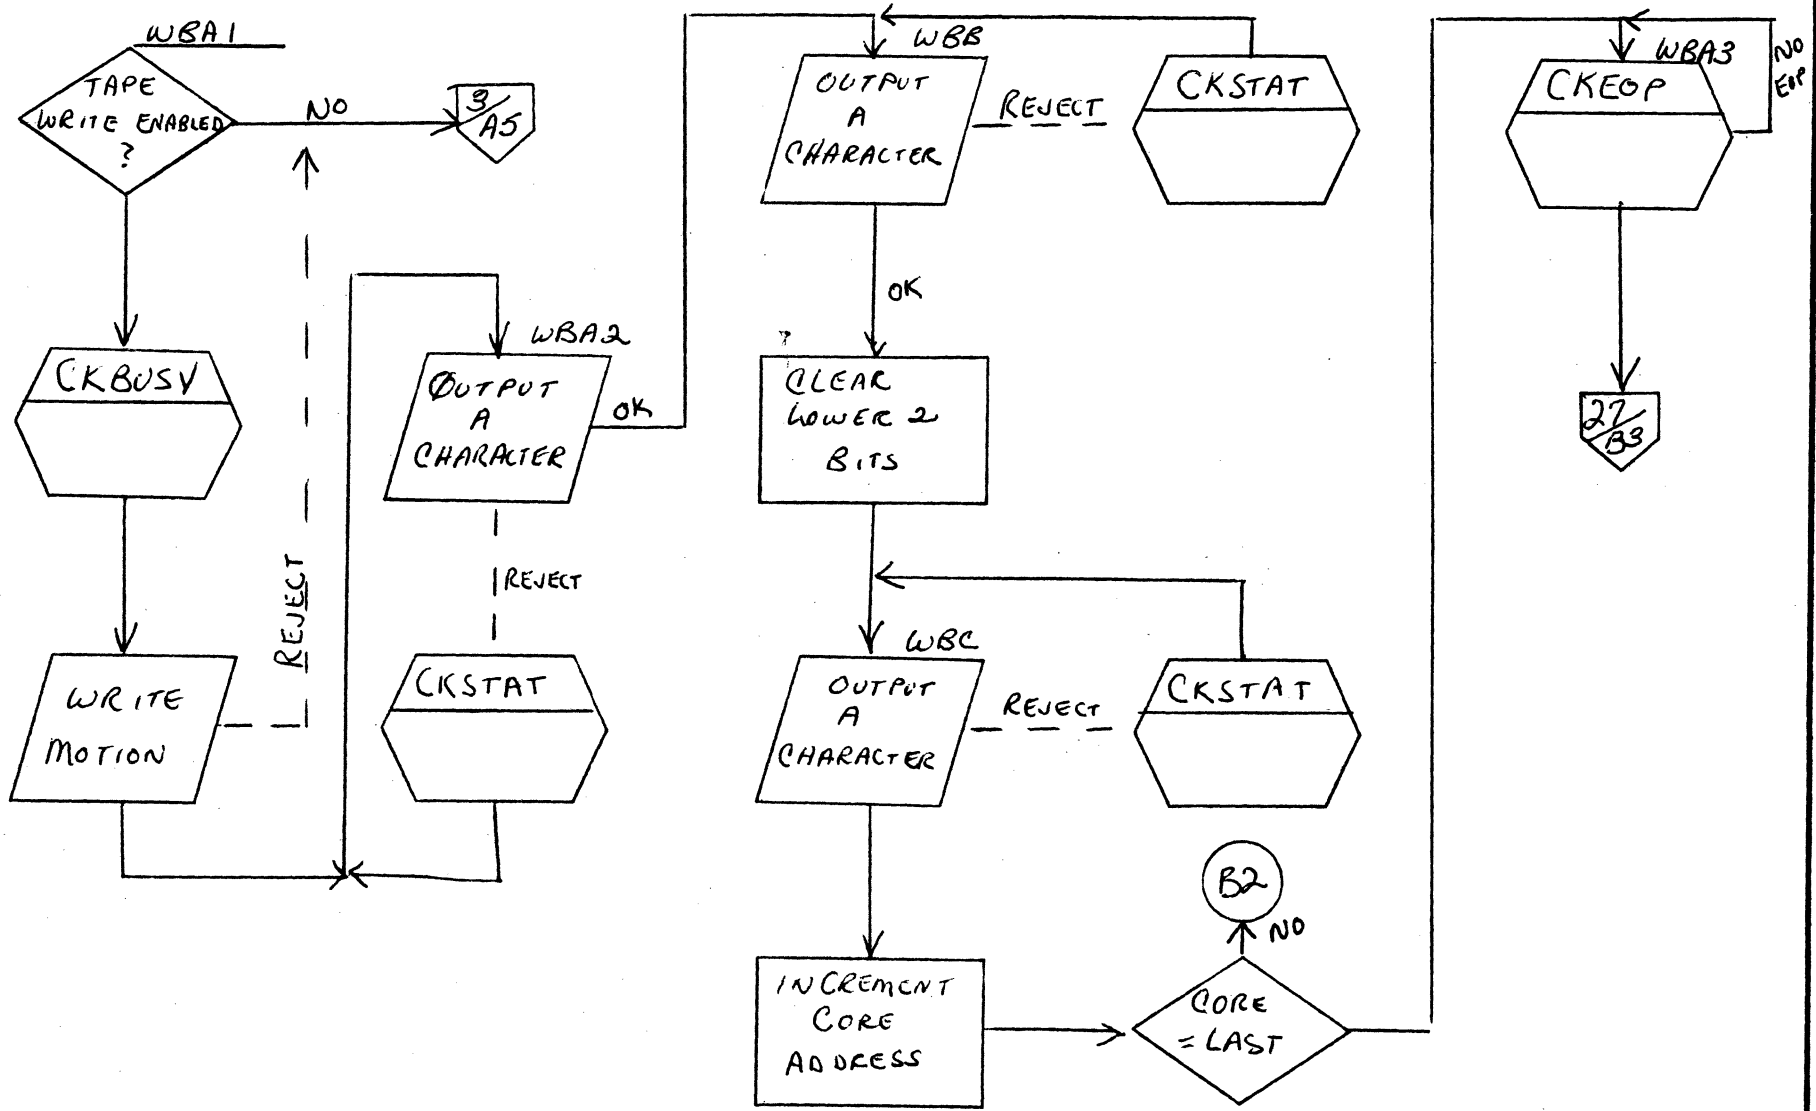 WBA1
TAPE
WRITE ENABLED
?
NO
3/A5
CKBUSY
REJECT
WRITE
MOTION
WBA2
OUTPUT
A
CHARACTER
OK
REJECT
CKSTAT
WBB
OUTPUT
A
CHARACTER
REJECT
CKSTAT
OK
CLEAR
LOWER 2
BITS
WBC
OUTPUT
A
CHARACTER
REJECT
CKSTAT
INCREMENT
CORE
ADDRESS
CORE
= LAST
NO
B2
WBA3
CKEOP
NO
EOP
27/B3